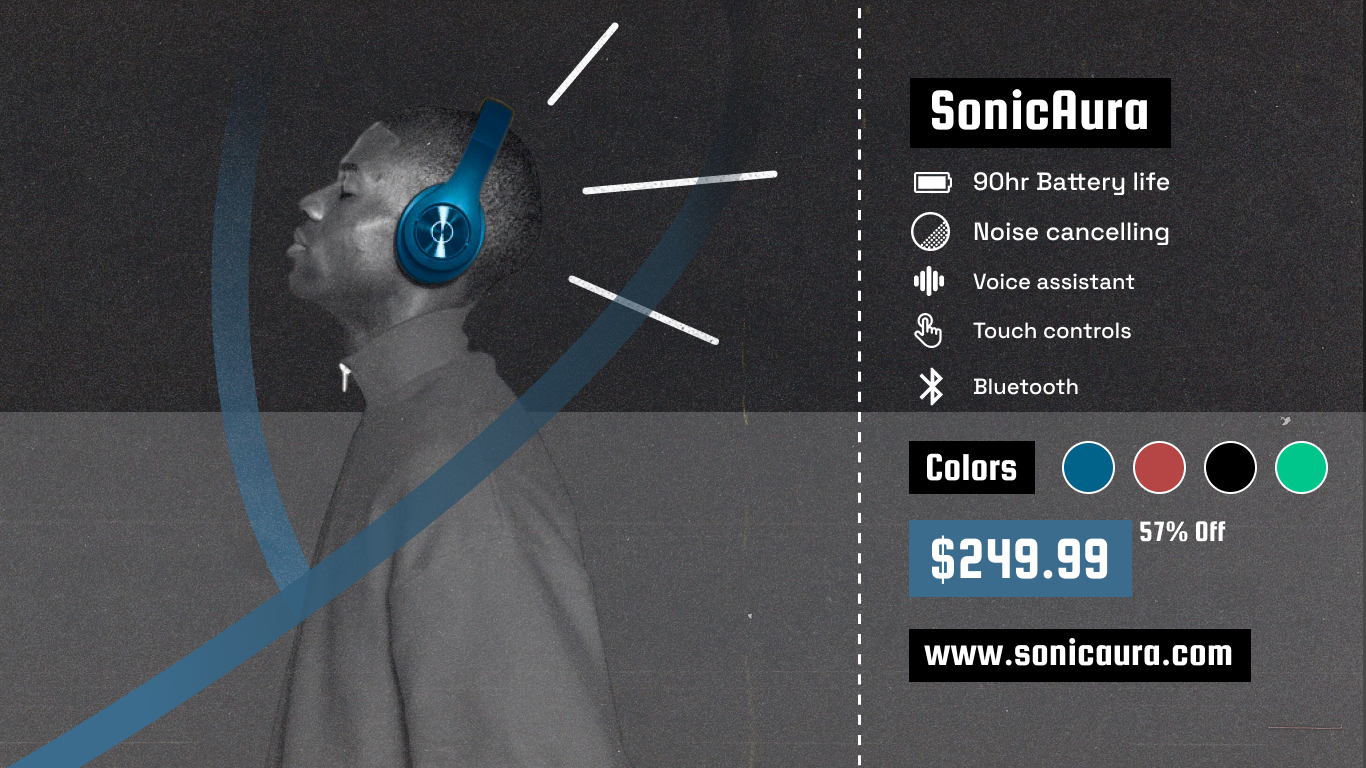 SonicAura
90hr Battery life
Noise cancelling
Voice assistant
Touch controls
Bluetooth
Colors
57% Off
$249.99
www.sonicaura.com